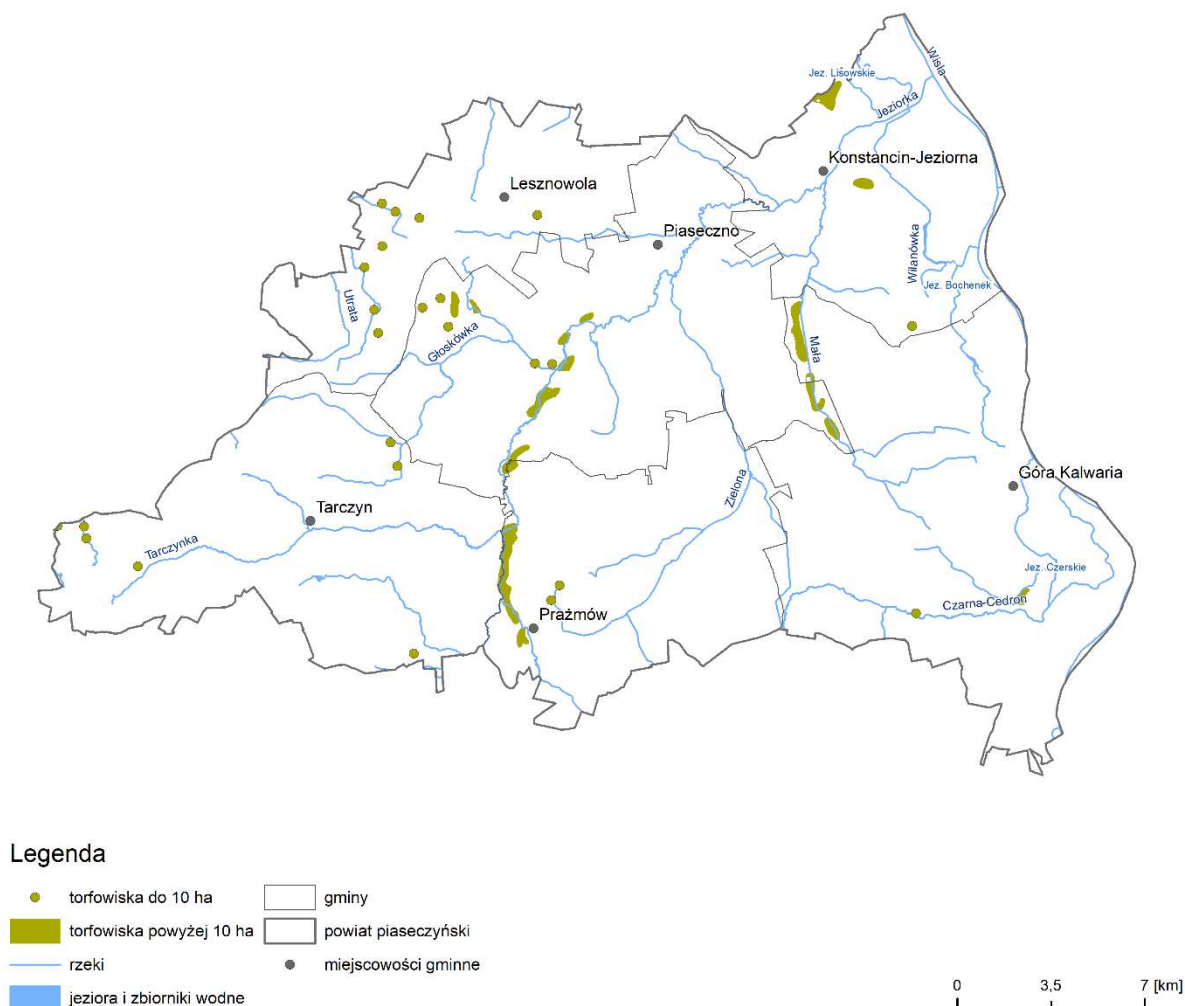 Wisła
Jez. Lisowskie
Jeziorka
Konstancin-Jeziorna
Lesznowola
Piaseczno
Wilanówka
Jez. Bochenek
Utrata
Głoskówka
Mała
Góra Kalwaria
Zielona
Tarczyn
Tarczynka
Jez. Czerskie
Czarna-Cedron
Prażmów
Legenda
torfowiska do 10 ha
gminy
torfowiska powyżej 10 ha
powiat piaseczyński
rzeki
miejscowości gminne
jeziora i zbiorniki wodne
0 3,5 7 [km]